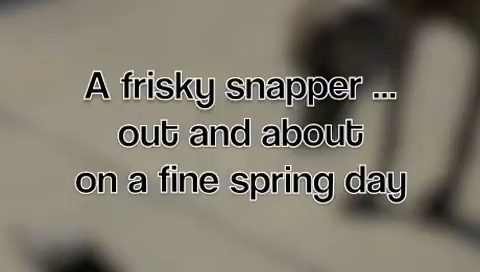 A frisky snapper ...
out and about
on a fine spring day